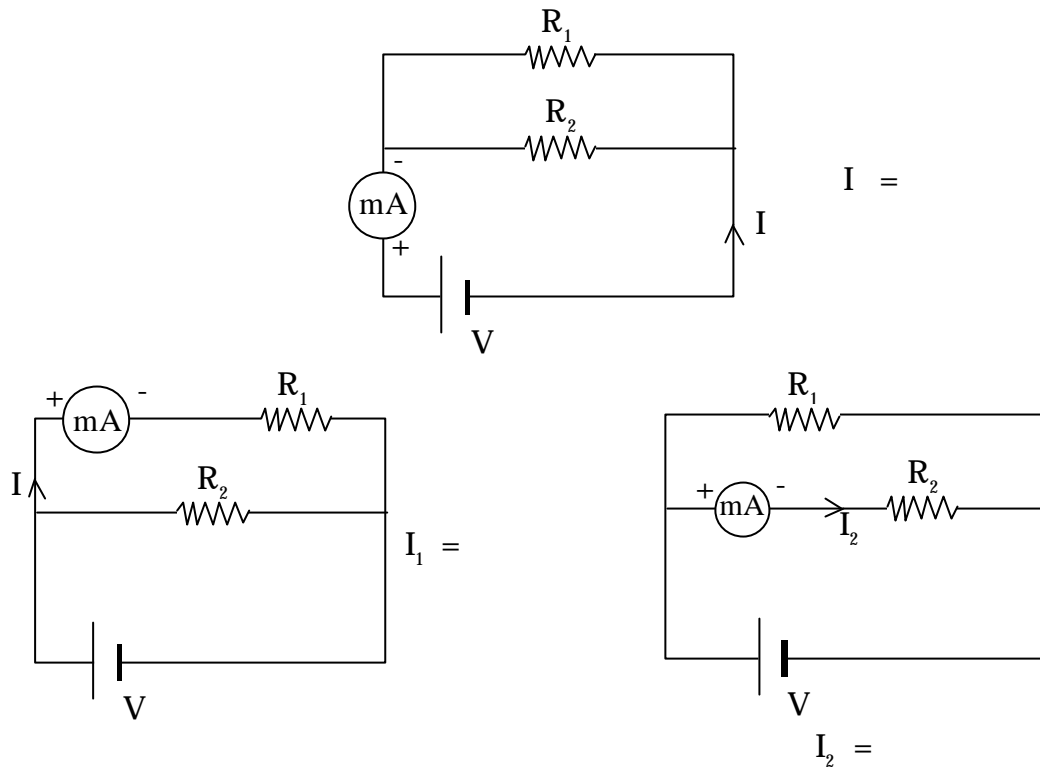 R₁
R₂
-
mA
I =
+
I
V
+ mA - R₁
I
R₂
I₁ =
V
R₁
+ mA - R₂
I₂
V
I₂ =